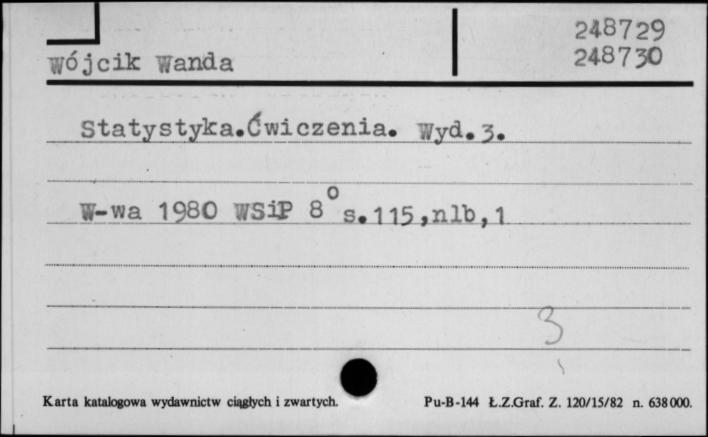 248729
Wójcik Wanda 248730
Statystyka.Ćwiczenia. Wyd.3.
W-wa 1980 WSiP 8° s.115,nlb,1
3
Karta katalogowa wydawnictw ciągłych i zwartych. Pu-B-144 Ł.Z.Graf. Z. 120/15/82 n. 638000.